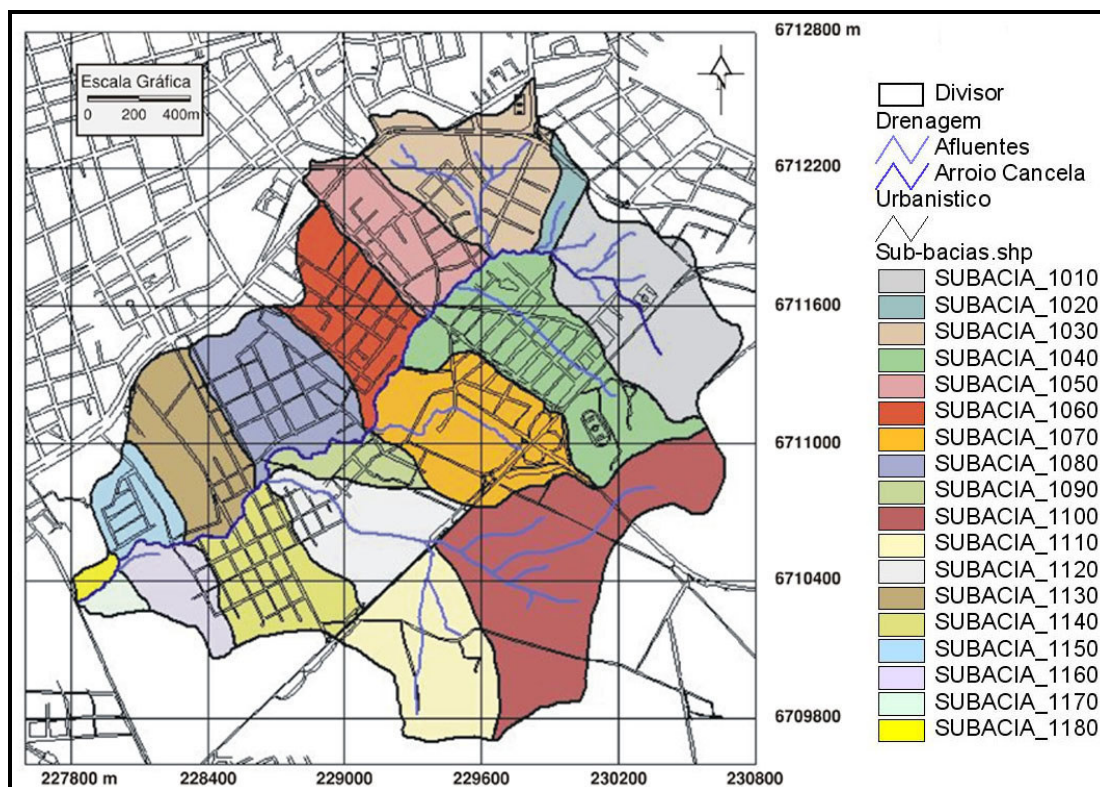 6712800 m
Escala Gráfica
0 200 400m
N
6712200
6711600
6711000
6710400
6709800
227800 m 228400 229000 229600 230200 230800
Divisor
Drenagem
Afluentes
Arroio Cancela
Urbanistico
Sub-bacias.shp
SUBACIA_1010
SUBACIA_1020
SUBACIA_1030
SUBACIA_1040
SUBACIA_1050
SUBACIA_1060
SUBACIA_1070
SUBACIA_1080
SUBACIA_1090
SUBACIA_1100
SUBACIA_1110
SUBACIA_1120
SUBACIA_1130
SUBACIA_1140
SUBACIA_1150
SUBACIA_1160
SUBACIA_1170
SUBACIA_1180